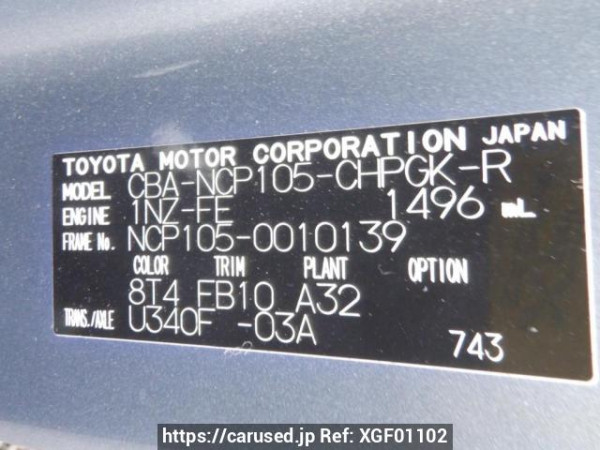 TOYOTA MOTOR CORPORATION JAPAN
MODEL CBA-NCP105-CHPGK-R
ENGINE 1NZ-FE 1496 mL
FRAME No. NCP105-0010139
COLOR TRIM PLANT OPTION
8T4 FB10 A32
TRANS./AXLE U340F -03A
743
https://carused.jp Ref: XGF01102